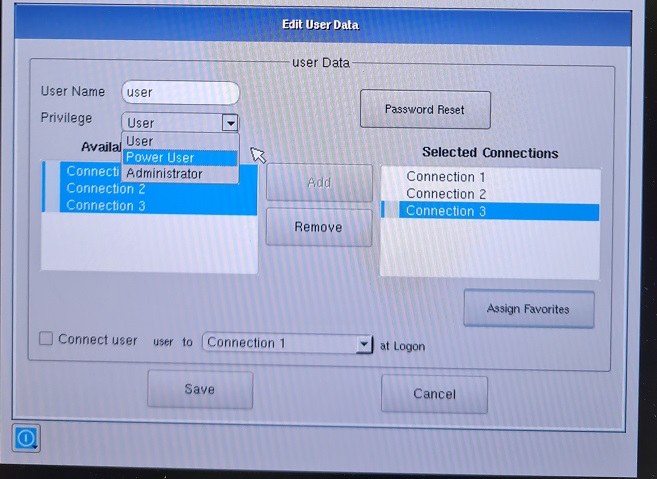 Edit User Data
user Data
User Name user
Password Reset
Privilege User
User
Power User
Administrator
Selected Connections
Connection 2
Connection 3
Add
Remove
Connection 1
Connection 2
Connection 3
Assign Favorites
Connect user user to Connection 1 at Logon
Save
Cancel